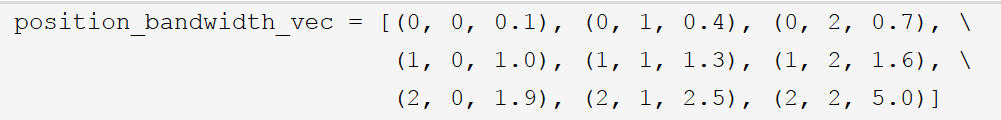 position_bandwidth_vec = [(0, 0, 0.1), (0, 1, 0.4), (0, 2, 0.7), \
(1, 0, 1.0), (1, 1, 1.3), (1, 2, 1.6), \
(2, 0, 1.9), (2, 1, 2.5), (2, 2, 5.0)]